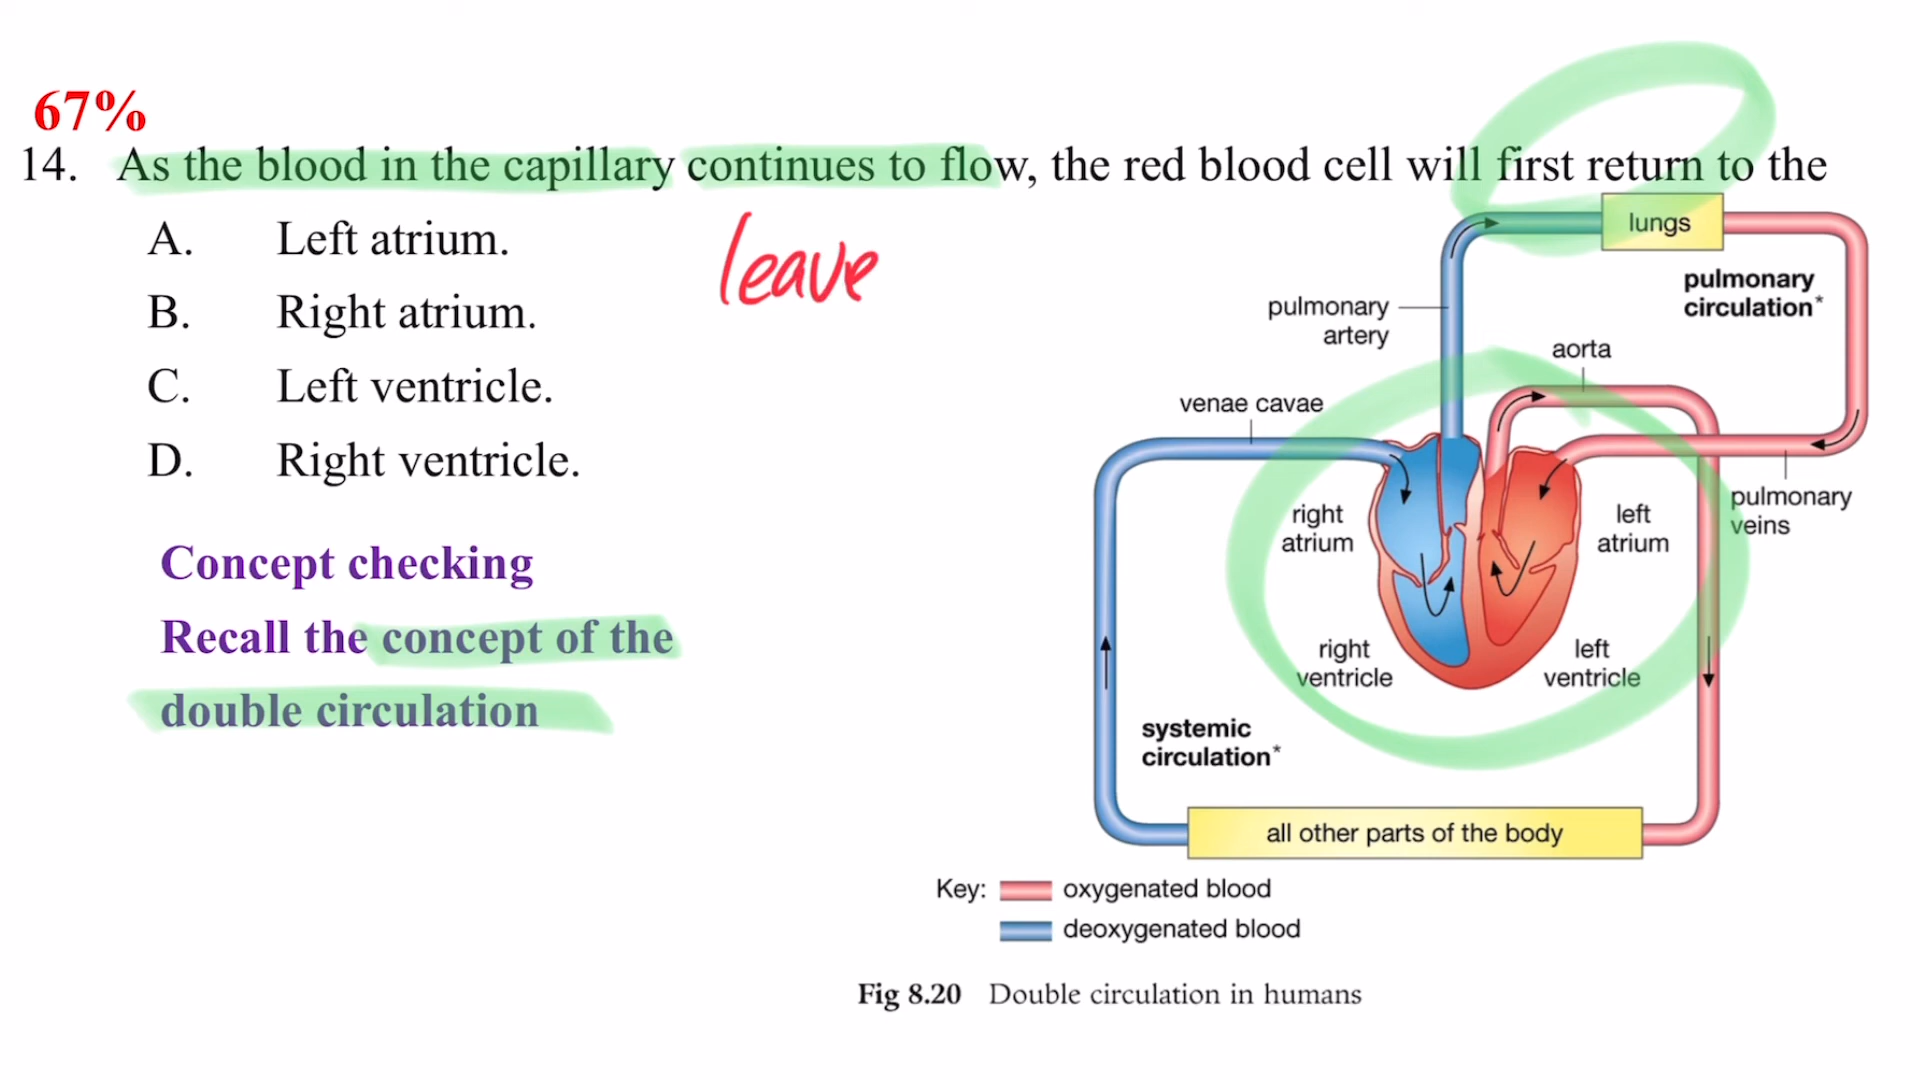 67%
14. As the blood in the capillary continues to flow, the red blood cell will first return to the
A. Left atrium.
B. Right atrium.
C. Left ventricle.
D. Right ventricle.
leave
Concept checking
Recall the concept of the
double circulation
lungs
pulmonary
circulation*
pulmonary
artery
aorta
venae cavae
pulmonary
veins
right
atrium
left
atrium
right
ventricle
left
ventricle
systemic
circulation*
all other parts of the body
Key: oxygenated blood
deoxygenated blood
Fig 8.20 Double circulation in humans